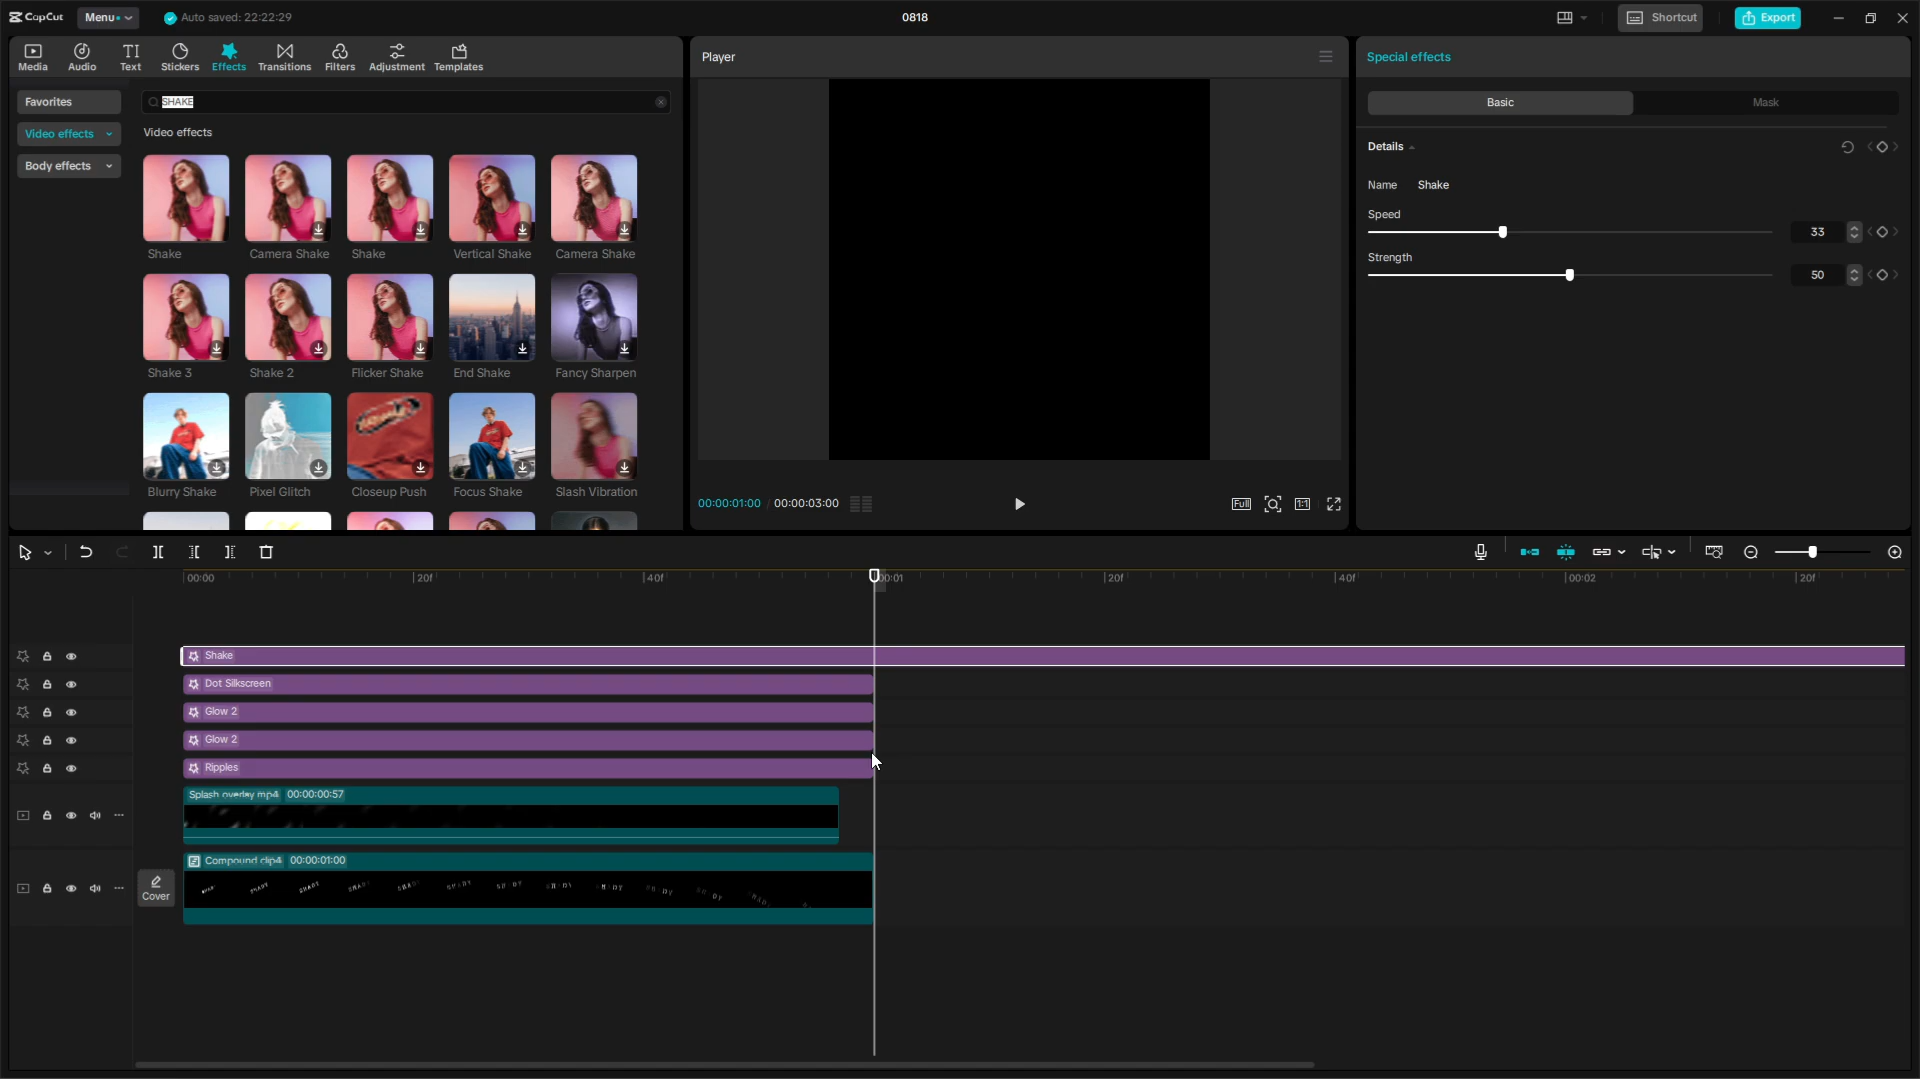 CapCut Menu Auto saved: 22:22:29 0818 Shortcut Export
Media Audio Text Stickers Effects Transitions Filters Adjustment Templates
Favorites
Video effects
Body effects
SHAKE
Video effects
Shake Camera Shake Shake Vertical Shake Camera Shake
Shake 3 Shake 2 Flicker Shake End Shake Fancy Sharpen
Blurry Shake Pixel Glitch Closeup Push Focus Shake Slash Vibration
Player
00:00:01:00 / 00:00:03:00
Full 1:1
Special effects
Basic Mask
Details
Name Shake
Speed
33
Strength
50
00:00 20f 40f 00:01 20f 40f 00:02 20f
Shake
Dot Silkscreen
Glow 2
Glow 2
Ripples
Splash overlay mp4 00:00:00:57
Compound clip4 00:00:01:00
Cover